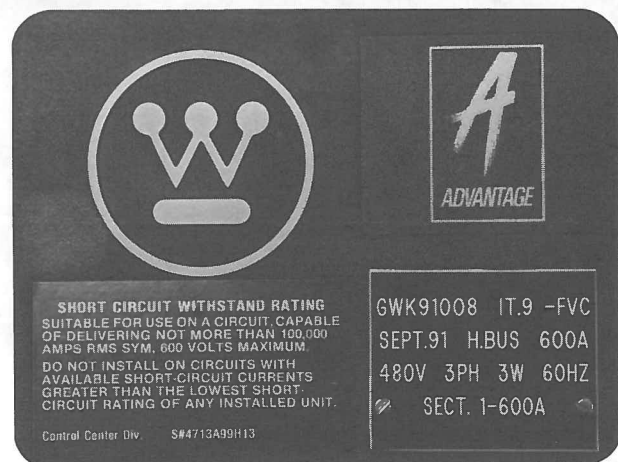 W
A
ADVANTAGE
SHORT CIRCUIT WITHSTAND RATING
SUITABLE FOR USE ON A CIRCUIT, CAPABLE
OF DELIVERING NOT MORE THAN 100,000
AMPS RMS SYM, 600 VOLTS MAXIMUM.
DO NOT INSTALL ON CIRCUITS WITH
AVAILABLE SHORT-CIRCUIT CURRENTS
GREATER THAN THE LOWEST SHORT-
CIRCUIT RATING OF ANY INSTALLED UNIT.
Control Center Div. S#4713A99H13
GWK91008 IT.9 -FVC
SEPT.91 H.BUS 600A
480V 3PH 3W 60HZ
SECT. 1-600A